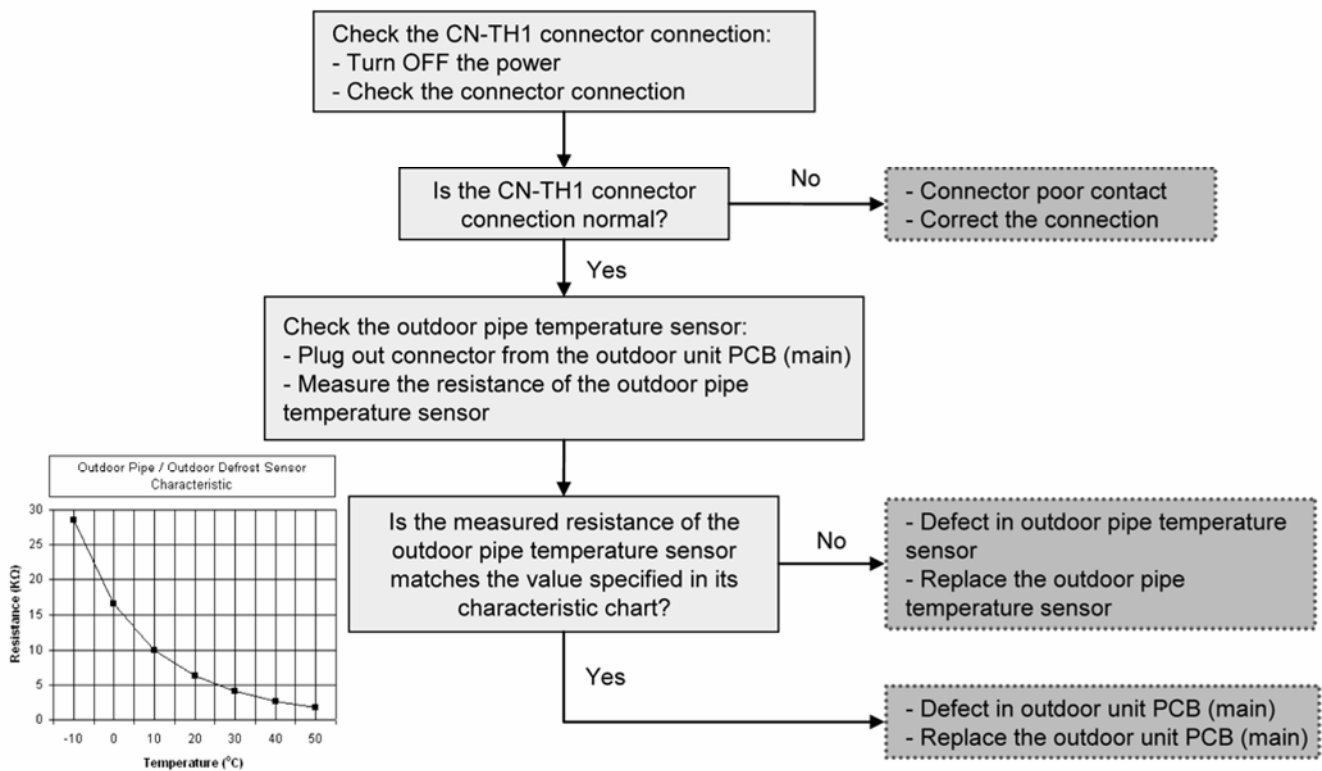 Check the CN-TH1 connector connection:
- Turn OFF the power
- Check the connector connection
Is the CN-TH1 connector
connection normal?
No
- Connector poor contact
- Correct the connection
Yes
Check the outdoor pipe temperature sensor:
- Plug out connector from the outdoor unit PCB (main)
- Measure the resistance of the outdoor pipe
temperature sensor
Outdoor Pipe / Outdoor Defrost Sensor
Characteristic
30
25
20
15
10
5
0
Resistance (KΩ)
-10 0 10 20 30 40 50
Temperature (°C)
Is the measured resistance of the
outdoor pipe temperature sensor
matches the value specified in its
characteristic chart?
No
- Defect in outdoor pipe temperature
sensor
- Replace the outdoor pipe
temperature sensor
Yes
- Defect in outdoor unit PCB (main)
- Replace the outdoor unit PCB (main)